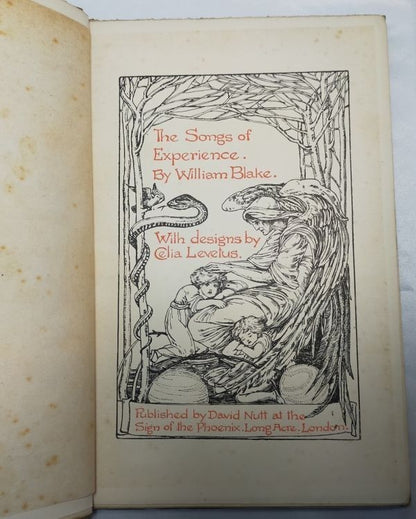 The Songs of
Experience.
By William Blake.
With designs by
Celia Levetus.
Published by David Nutt at the
Sign of the Phoenix. Long Acre. London.